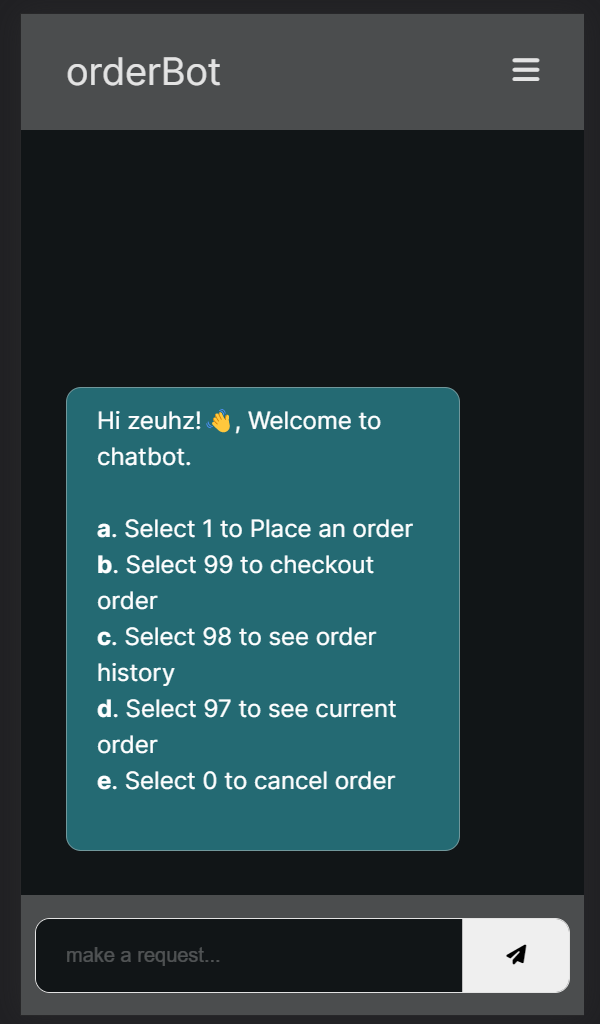 orderBot
Hi zeuhz!👋, Welcome to
chatbot.
a. Select 1 to Place an order
b. Select 99 to checkout
order
c. Select 98 to see order
history
d. Select 97 to see current
order
e. Select 0 to cancel order
make a request...